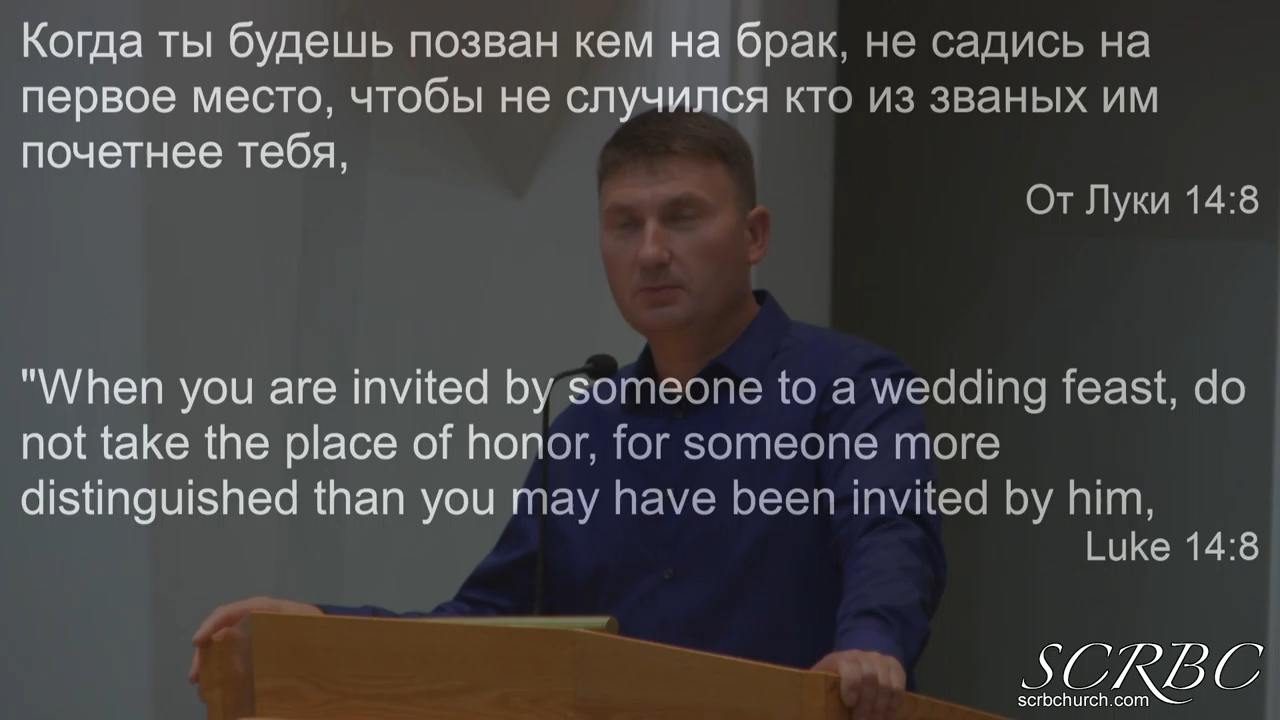 Когда ты будешь позван кем на брак, не садись на
первое место, чтобы не случился кто из званых им
почетнее тебя,
От Луки 14:8
"When you are invited by someone to a wedding feast, do
not take the place of honor, for someone more
distinguished than you may have been invited by him,
Luke 14:8
SCRBC
scrbchurch.com